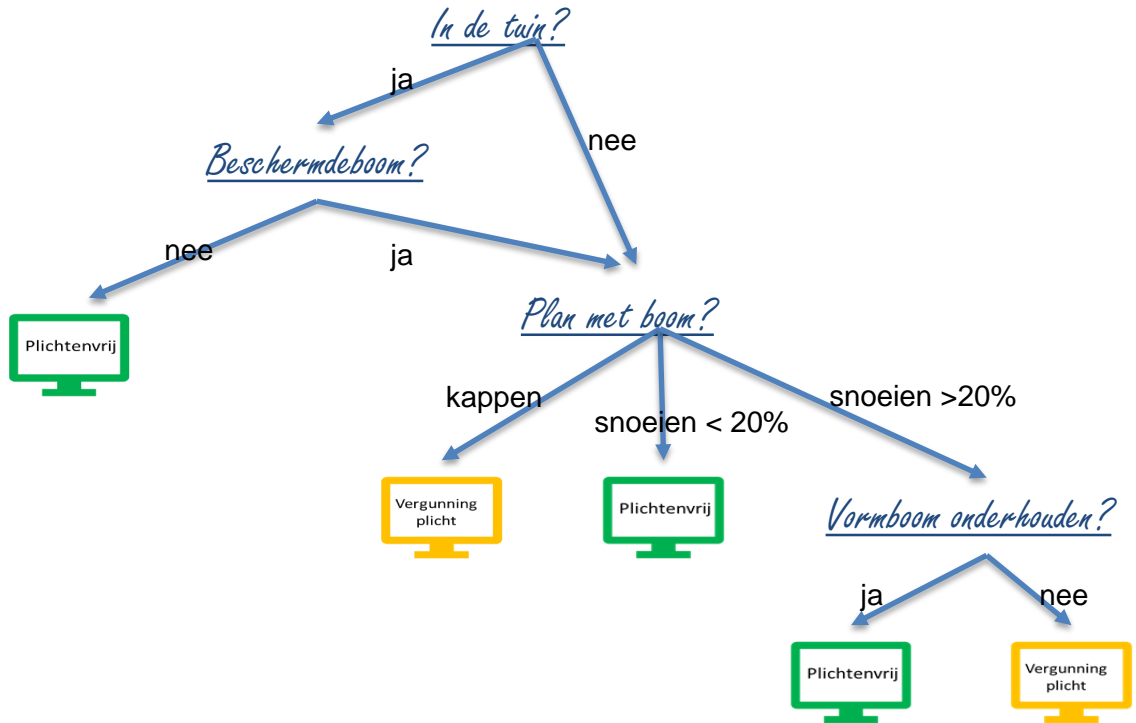 In de tuin?
ja
nee
Beschermdeboom?
nee
ja
Plichtenvrij
Plan met boom?
kappen
snoeien < 20%
snoeien >20%
Vergunning
plicht
Plichtenvrij
Vormboom onderhouden?
ja
nee
Plichtenvrij
Vergunning
plicht